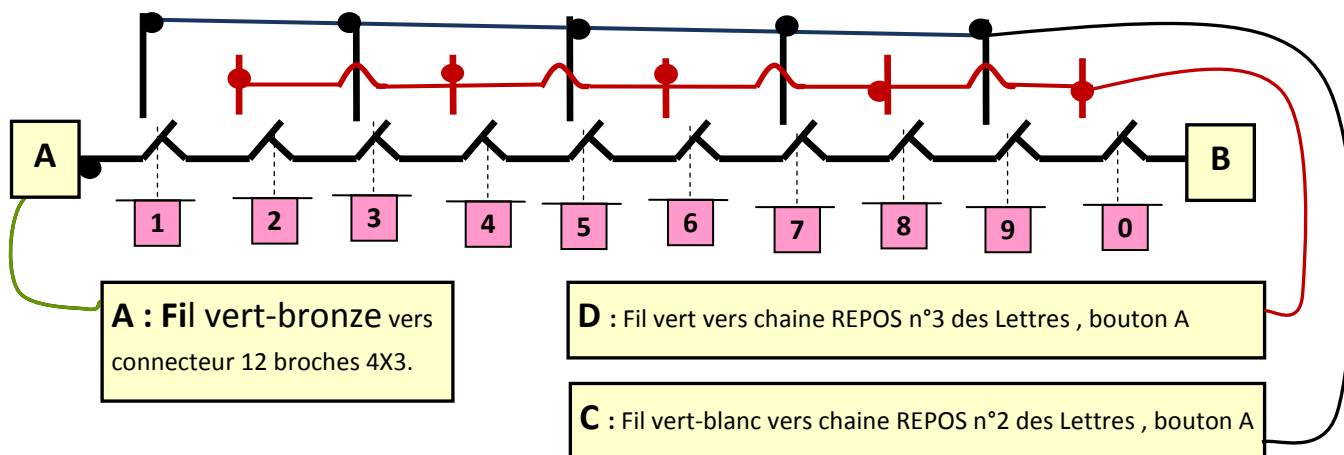 A
B
1 2 3 4 5 6 7 8 9 0
A : Fil vert-bronze vers
connecteur 12 broches 4X3.
D : Fil vert vers chaine REPOS n°3 des Lettres , bouton A
C : Fil vert-blanc vers chaine REPOS n°2 des Lettres , bouton A